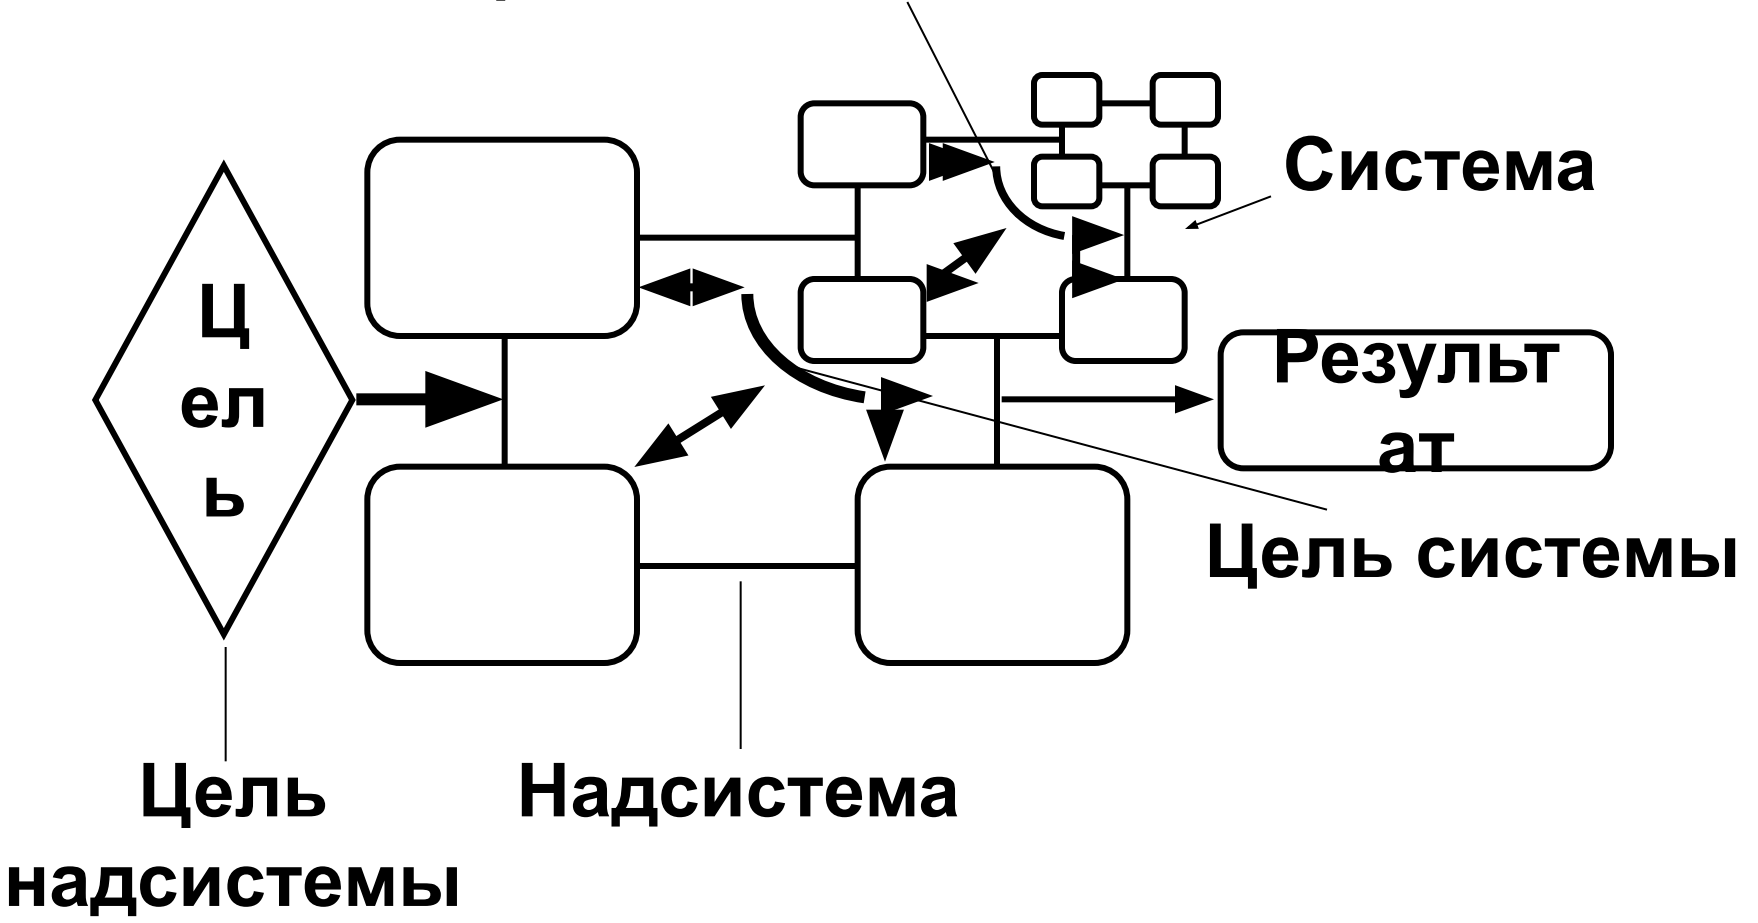 Система
Ц
ел
ь
Результ
ат
Цель системы
Цель
надсистемы
Надсистема